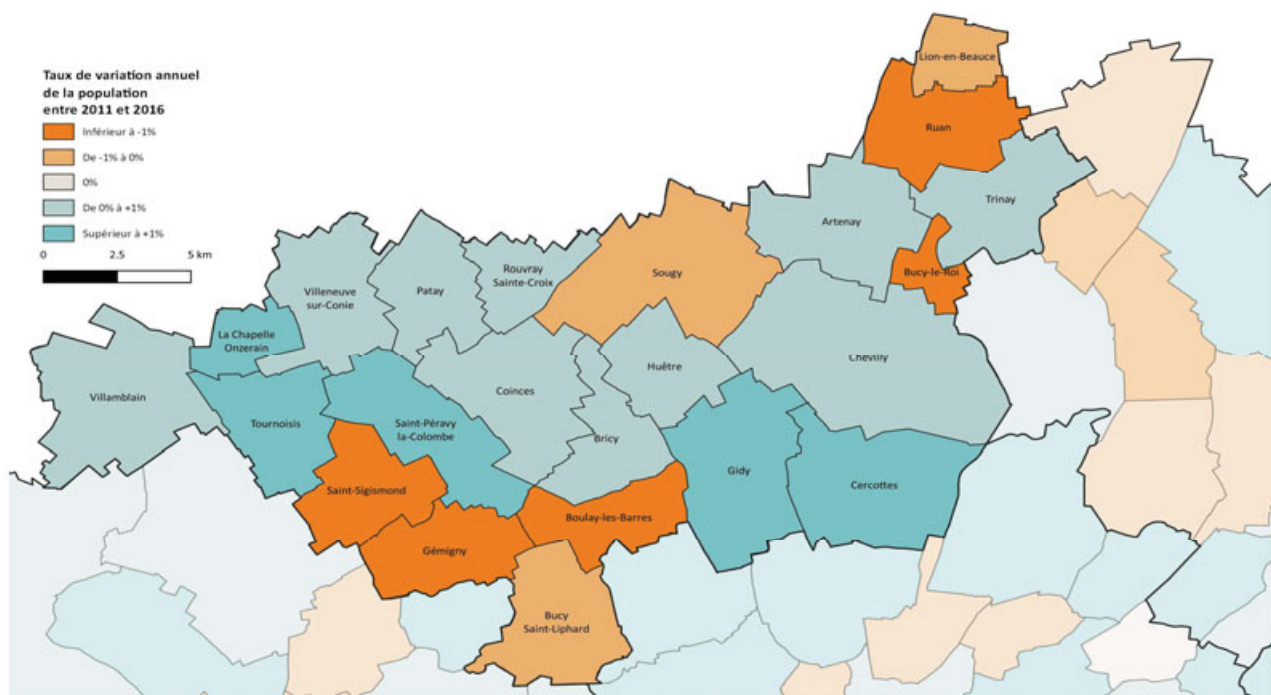 Taux de variation annuel
de la population
entre 2011 et 2016
Inférieur à -1%
De -1% à 0%
0%
De 0% à +1%
Supérieur à +1%
0 2.5 5 km
Lion-en-Beauce
Ruan
Trinay
Artenay
Bucy-le-Roi
Sougy
Rouvray
Sainte-Croix
Patay
Villeneuve
sur-Conie
La Chapelle
Onzerain
Villamblain
Tournoisis
Saint-Péravy
la-Colombe
Coinces
Huêtre
Chevilly
Bricy
Gidy
Cercottes
Saint-Sigismond
Boulay-les-Barres
Gémigny
Bucy
Saint-Liphard